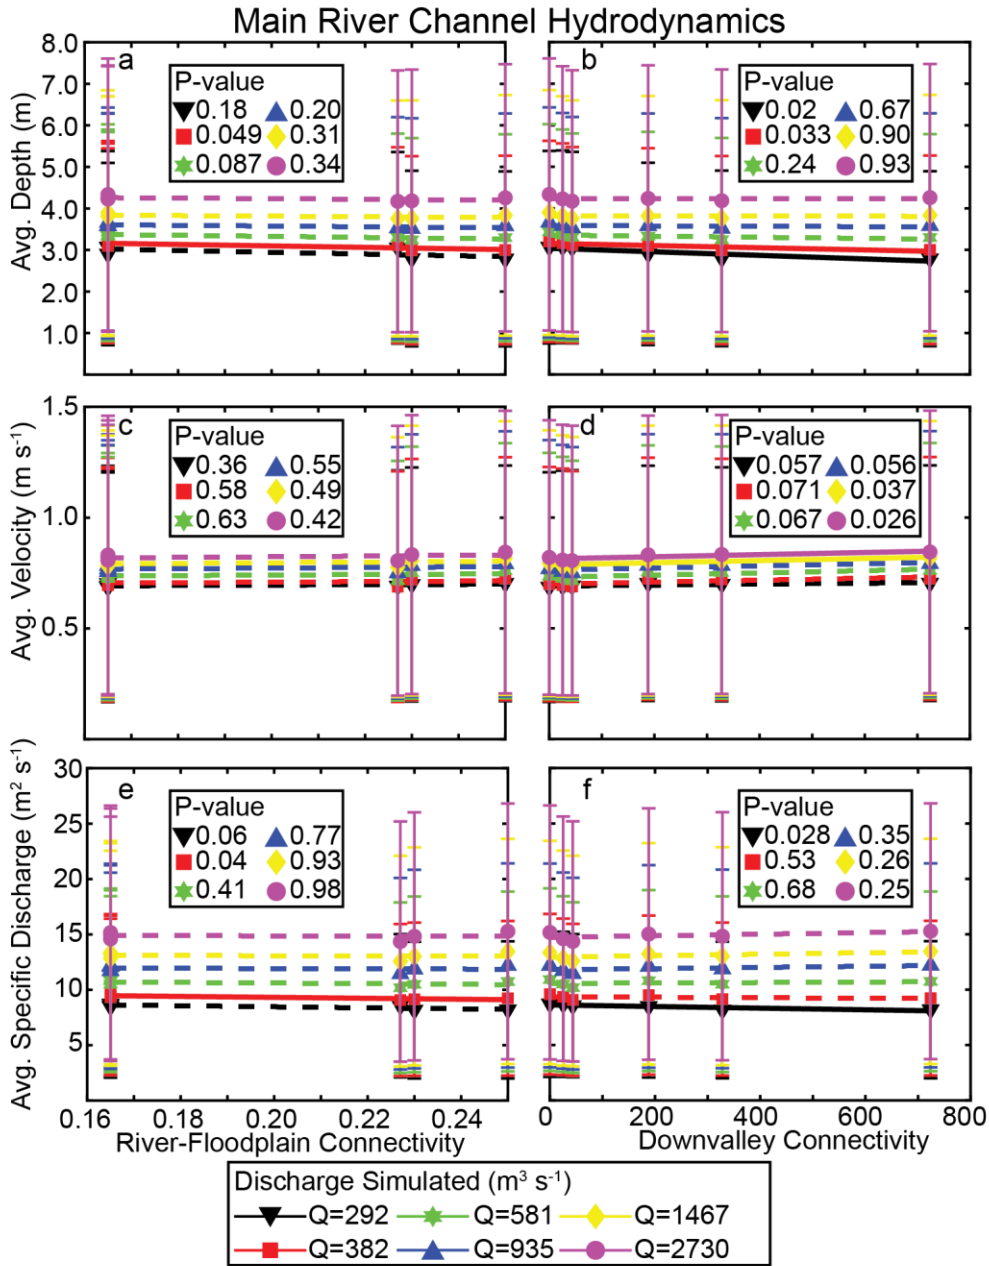 Main River Channel Hydrodynamics
Avg. Depth (m)
8.0
7.0
6.0
5.0
4.0
3.0
2.0
1.0
a
P-value
0.18 0.20
0.049 0.31
0.087 0.34
b
P-value
0.02 0.67
0.033 0.90
0.24 0.93
Avg. Velocity (m s-1)
1.5
1.0
0.5
c
P-value
0.36 0.55
0.58 0.49
0.63 0.42
d
P-value
0.057 0.056
0.071 0.037
0.067 0.026
Avg. Specific Discharge (m² s-1)
30
25
20
15
10
5
e
P-value
0.06 0.77
0.04 0.93
0.41 0.98
f
P-value
0.028 0.35
0.53 0.26
0.68 0.25
0.16 0.18 0.20 0.22 0.24
0 200 400 600 800
River-Floodplain Connectivity
Downvalley Connectivity
Discharge Simulated (m³ s-1)
Q=292 Q=581 Q=1467
Q=382 Q=935 Q=2730